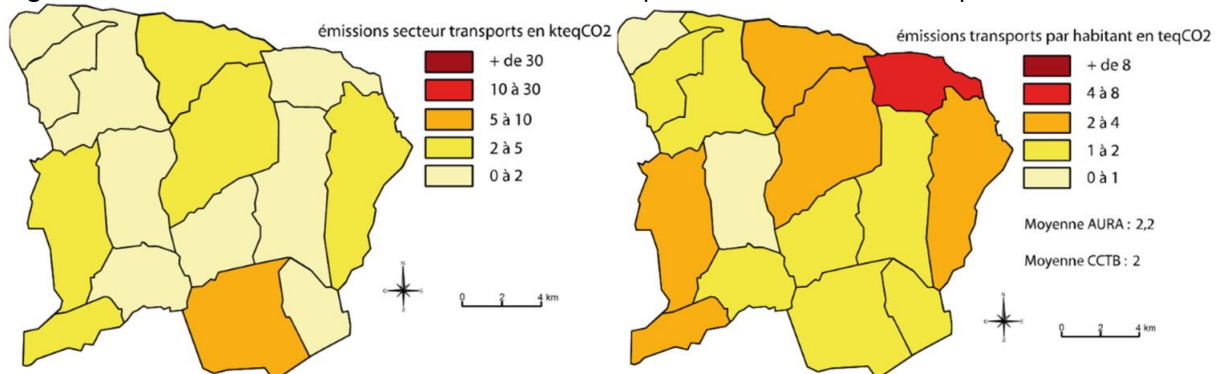 émissions secteur transports en kteqCO2
+ de 30
10 à 30
5 à 10
2 à 5
0 à 2
N
0 2 4 km
émissions transports par habitant en teqCO2
+ de 8
4 à 8
2 à 4
1 à 2
0 à 1
Moyenne AURA : 2,2
Moyenne CCTB : 2
N
0 2 4 km